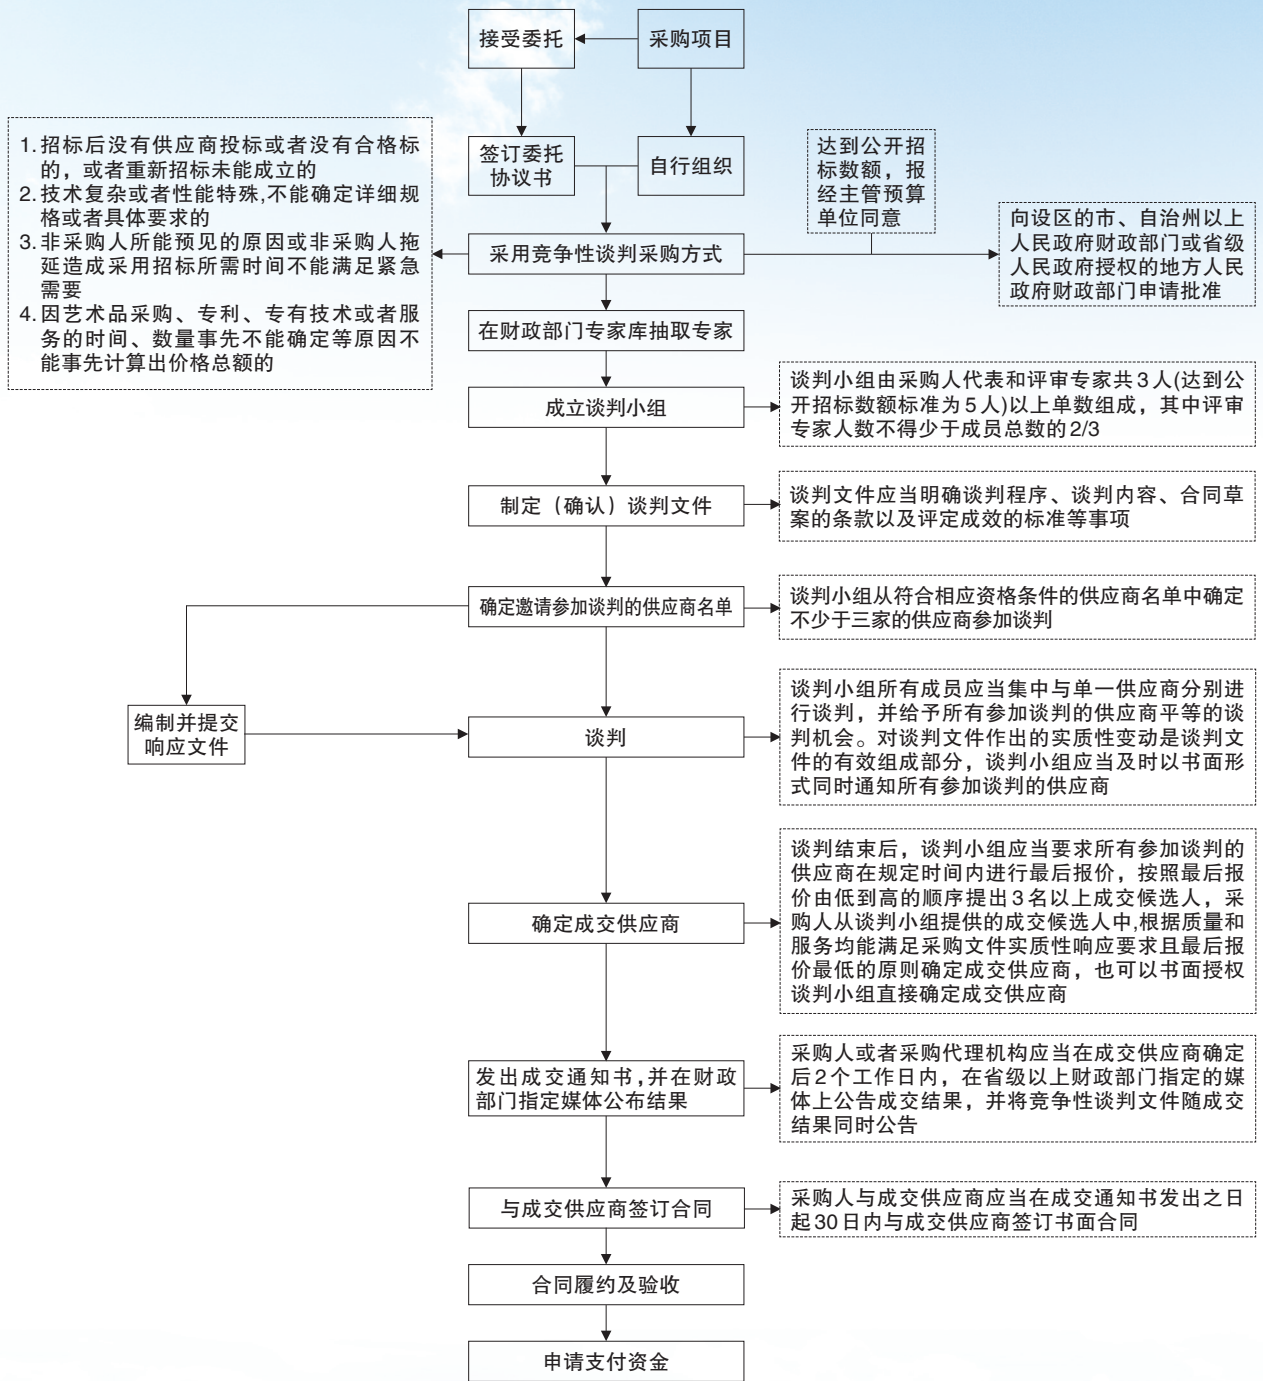 接受委托
采购项目
签订委托
协议书
自行组织
达到公开招
标数额，报
经主管预算
单位同意
1.招标后没有供应商投标或者没有合格标
的，或者重新招标未能成立的
2.技术复杂或者性能特殊,不能确定详细规
格或者具体要求的
3.非采购人所能预见的原因或非采购人拖
延造成采用招标所需时间不能满足紧急
需要
4.因艺术品采购、专利、专有技术或者服
务的时间、数量事先不能确定等原因不
能事先计算出价格总额的
采用竞争性谈判采购方式
向设区的市、自治州以上
人民政府财政部门或省级
人民政府授权的地方人民
政府财政部门申请批准
在财政部门专家库抽取专家
成立谈判小组
谈判小组由采购人代表和评审专家共3人(达到公
开招标数额标准为5人)以上单数组成，其中评审
专家人数不得少于成员总数的2/3
制定（确认）谈判文件
谈判文件应当明确谈判程序、谈判内容、合同草
案的条款以及评定成效的标准等事项
确定邀请参加谈判的供应商名单
谈判小组从符合相应资格条件的供应商名单中确定
不少于三家的供应商参加谈判
编制并提交
响应文件
谈判
谈判小组所有成员应当集中与单一供应商分别进
行谈判，并给予所有参加谈判的供应商平等的谈
判机会。对谈判文件作出的实质性变动是谈判文
件的有效组成部分，谈判小组应当及时以书面形
式同时通知所有参加谈判的供应商
确定成交供应商
谈判结束后，谈判小组应当要求所有参加谈判的
供应商在规定时间内进行最后报价，按照最后报
价由低到高的顺序提出3名以上成交候选人，采
购人从谈判小组提供的成交候选人中,根据质量和
服务均能满足采购文件实质性响应要求且最后报
价最低的原则确定成交供应商，也可以书面授权
谈判小组直接确定成交供应商
发出成交通知书,并在财政
部门指定媒体公布结果
采购人或者采购代理机构应当在成交供应商确定
后2个工作日内，在省级以上财政部门指定的媒
体上公告成交结果，并将竞争性谈判文件随成交
结果同时公告
与成交供应商签订合同
采购人与成交供应商应当在成交通知书发出之日
起30日内与成交供应商签订书面合同
合同履约及验收
申请支付资金